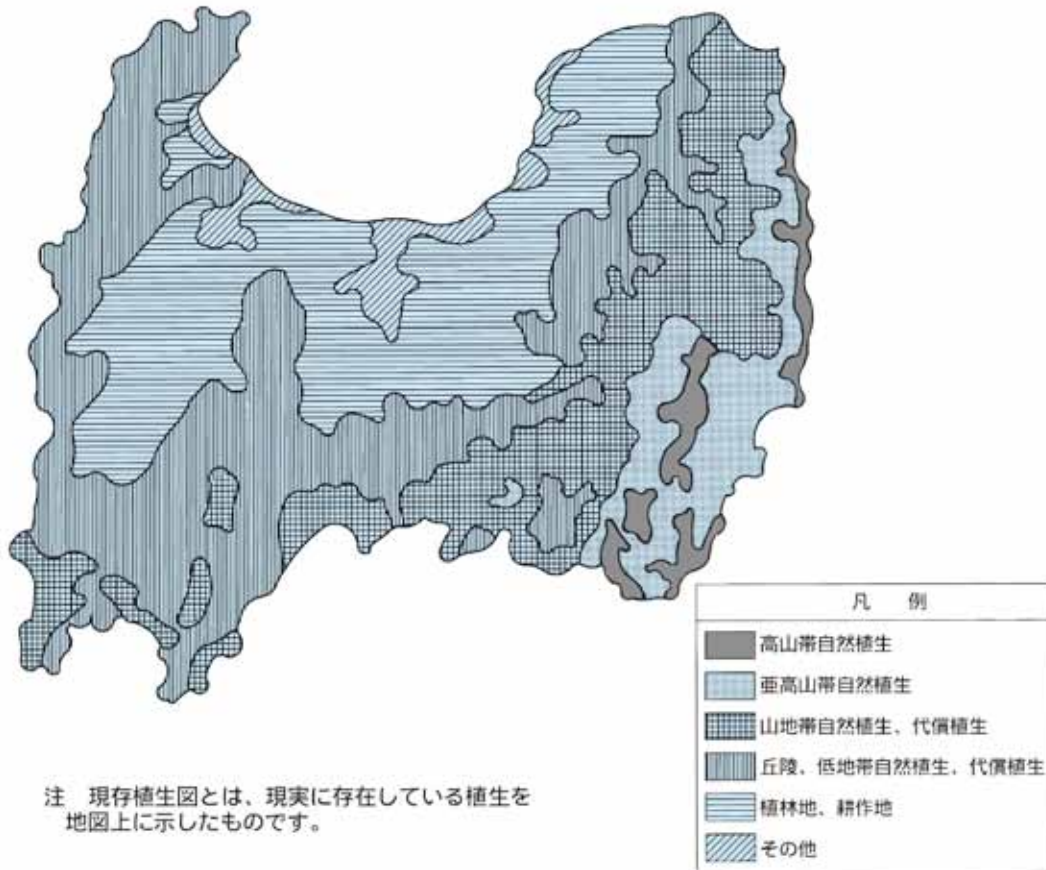 凡 例
高山帯自然植生
亜高山帯自然植生
山地帯自然植生、代償植生
丘陵、低地帯自然植生、代償植生
植林地、耕作地
その他
注 現存植生図とは、現実に存在している植生を
地図上に示したものです。